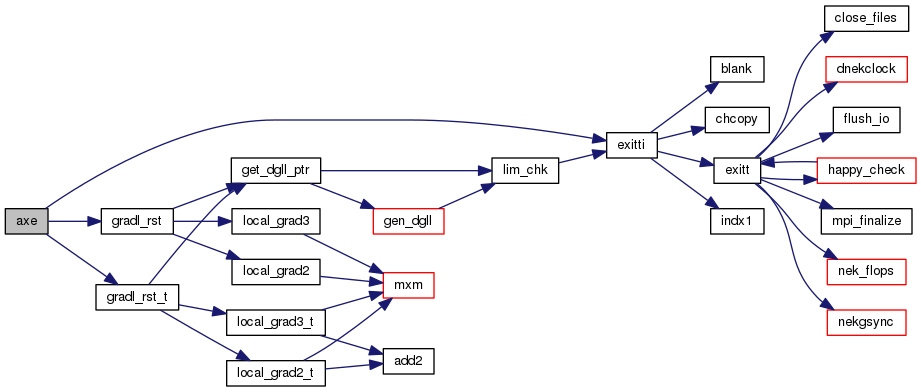 axe
gradl_rst
gradl_rst_t
get_dgll_ptr
local_grad3
local_grad2
local_grad3_t
local_grad2_t
gen_dgll
mxm
add2
lim_chk
exitti
blank
chcopy
exitt
indx1
close_files
dnekclock
flush_io
happy_check
mpi_finalize
nek_flops
nekgsync